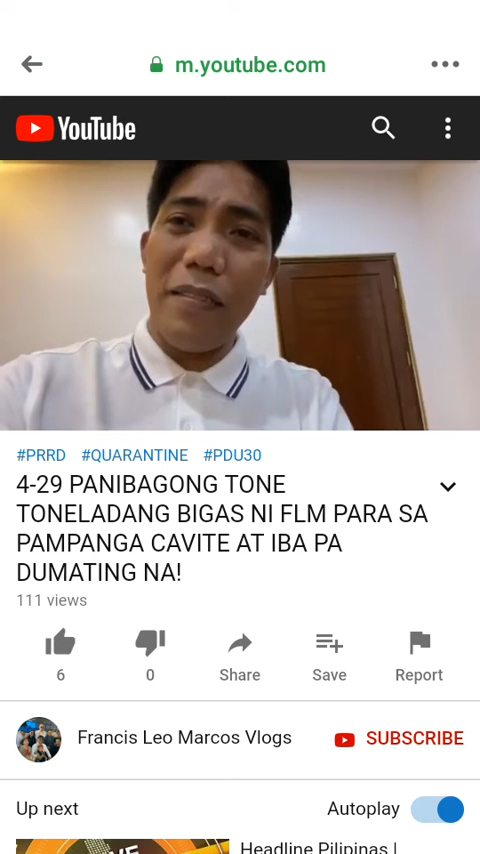 m.youtube.com
YouTube
#PRRD #QUARANTINE #PDU30
4-29 PANIBAGONG TONE
TONELADANG BIGAS NI FLM PARA SA
PAMPANGA CAVITE AT IBA PA
DUMATING NA!
111 views
6 0 Share Save Report
Francis Leo Marcos Vlogs SUBSCRIBE
Up next Autoplay
Headline Pilipinas |